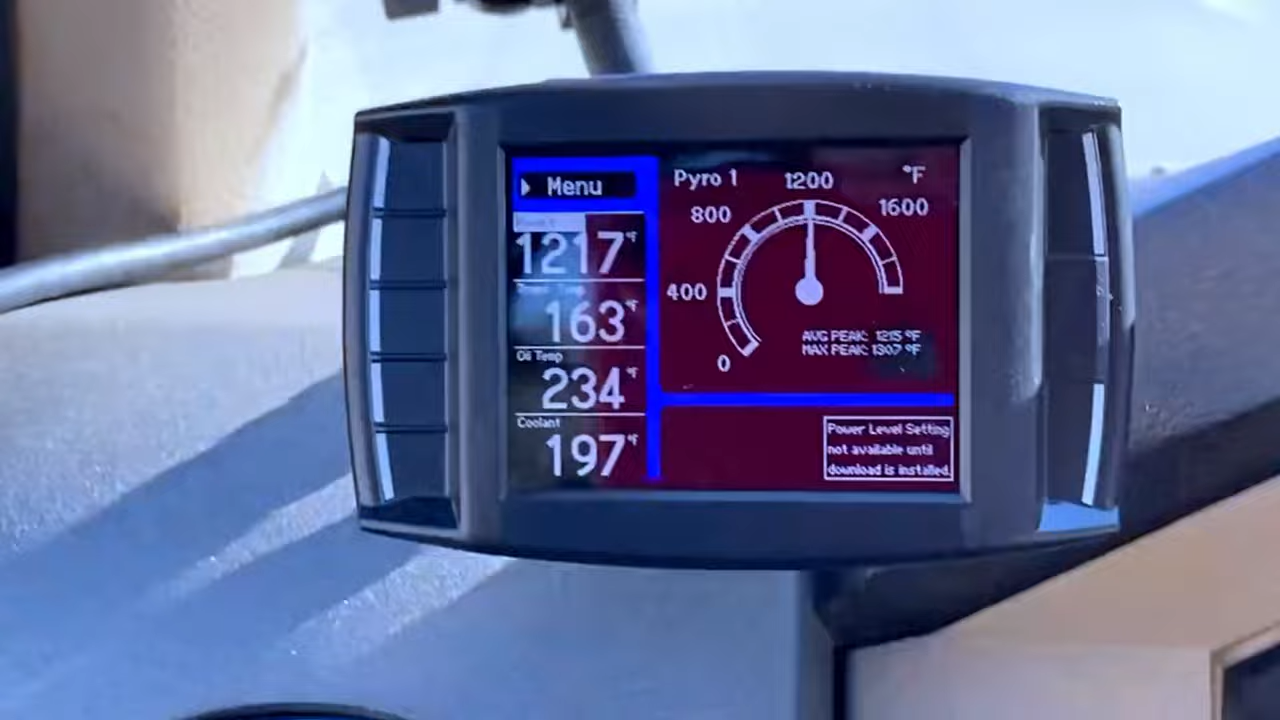 Menu
1217°F
163°F
Oil Temp
234°F
Coolant
197°F
Pyro 1
°F
0
400
800
1200
1600
AVG PEAK: 1215 °F
MAX PEAK: 1307 °F
Power Level Setting
not available until
download is installed.